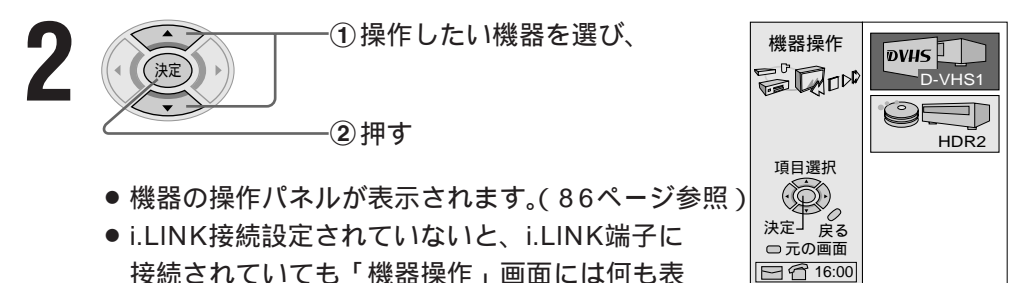 2
決定
①操作したい機器を選び、
②押す
● 機器の操作パネルが表示されます。(86ページ参照)
● i.LINK接続設定されていないと、i.LINK端子に
接続されていても「機器操作」画面には何も表
機器操作
項目選択
決定
戻る
元の画面
16:00
DVHS
D-VHS1
HDR2